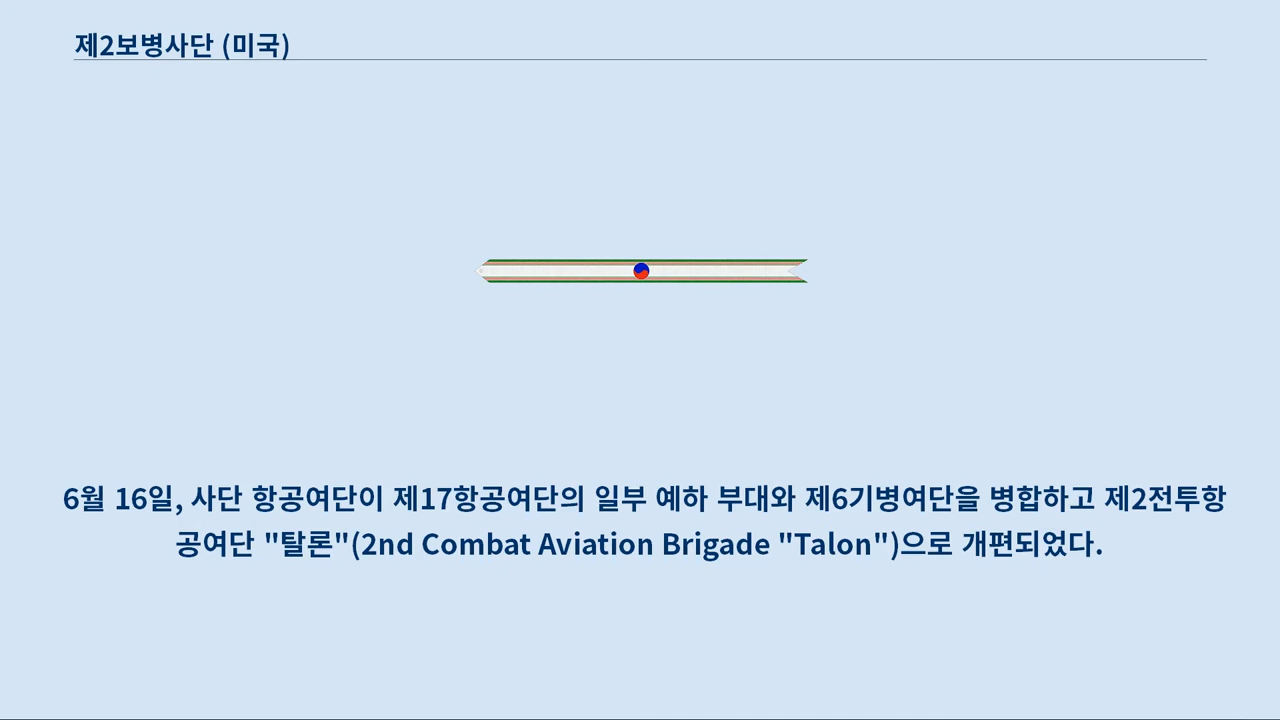 제2보병사단 (미국)
6월 16일, 사단 항공여단이 제17항공여단의 일부 예하 부대와 제6기병여단을 병합하고 제2전투항
공여단 "탈론"(2nd Combat Aviation Brigade "Talon")으로 개편되었다.